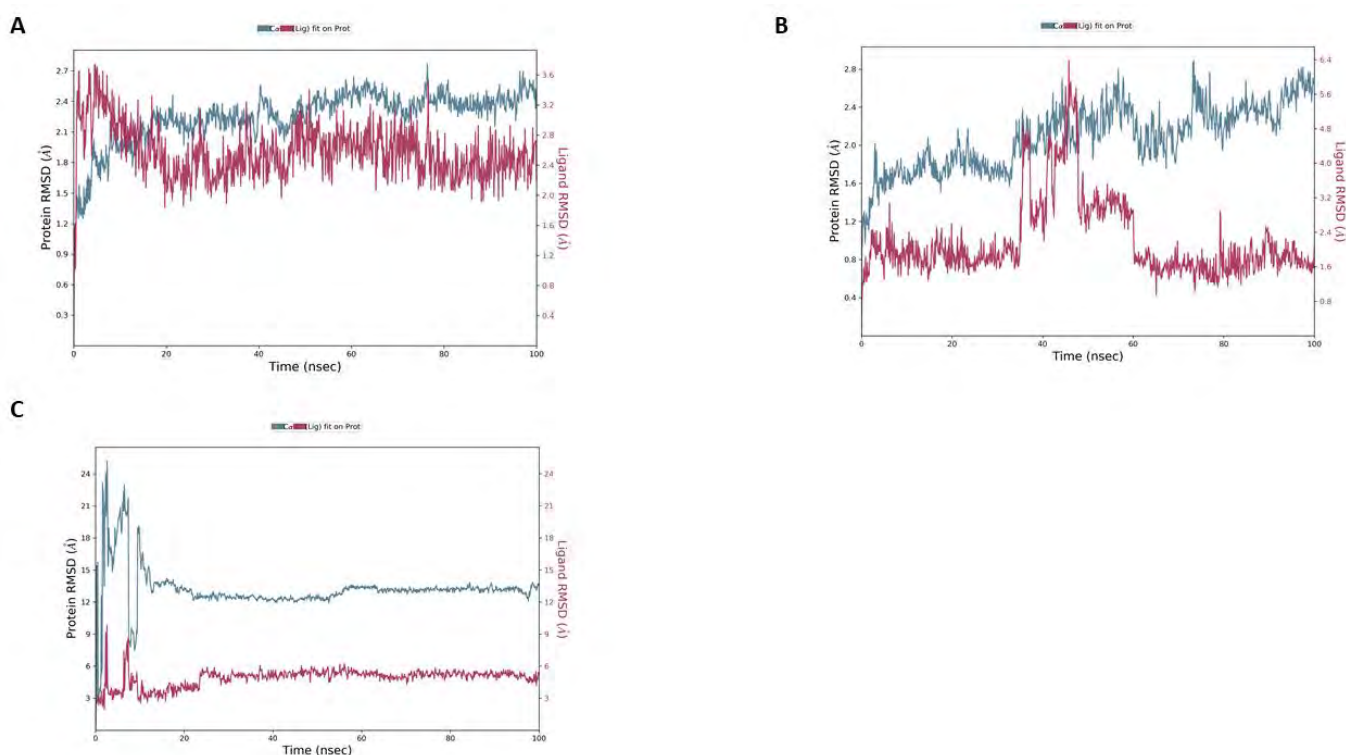 A
Cα (Lig) fit on Prot
Protein RMSD (Å)
2.7
2.4
2.1
1.8
1.5
1.2
0.9
0.6
0.3
3.6
3.2
2.8
2.4
2.0
1.6
1.2
0.8
0.4
Ligand RMSD (Å)
0 20 40 60 80 100
Time (nsec)
B
Cα (Lig) fit on Prot
Protein RMSD (Å)
2.8
2.4
2.0
1.6
1.2
0.8
0.4
6.4
5.6
4.8
4.0
3.2
2.4
1.6
0.8
Ligand RMSD (Å)
0 20 40 60 80 100
Time (nsec)
C
Cα (Lig) fit on Prot
Protein RMSD (Å)
24
21
18
15
12
9
6
3
24
21
18
15
12
9
6
3
Ligand RMSD (Å)
0 20 40 60 80 100
Time (nsec)